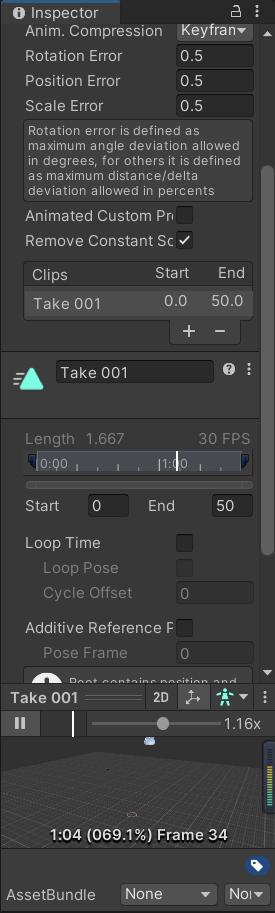 Inspector
Anim. Compression Keyfran
Rotation Error 0.5
Position Error 0.5
Scale Error 0.5
Rotation error is defined as
maximum angle deviation allowed
in degrees, for others it is defined
as maximum distance/delta
deviation allowed in percents
Animated Custom Pr
Remove Constant Sc
Clips Start End
Take 001 0.0 50.0
+ −
Take 001
Length 1.667 30 FPS
0:00 1:00
Start 0 End 50
Loop Time
Loop Pose
Cycle Offset 0
Additive Reference P
Pose Frame 0
Root contains position and
Take 001 2D
1.16x
1:04 (069.1%) Frame 34
AssetBundle None No